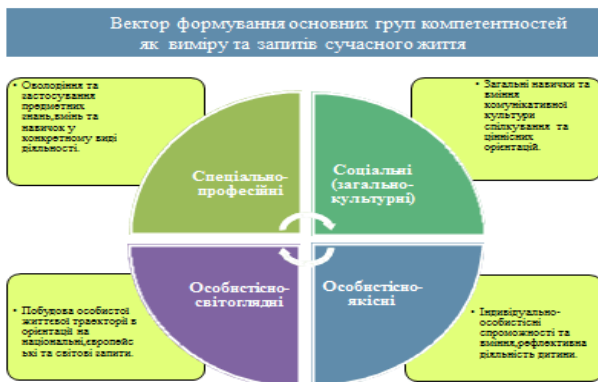 Вектор формування основних груп компетентностей
як виміру та запитів сучасного життя
• Оволодіння та
застосування
предметних
знань,вмінь та
навичок у
конкретному виді
діяльності.
• Загальні навички та
вміння
комунікативної
культури
спілкування та
ціннісних
орієнтацій.
Спеціально-
професійні
Соціальні
(загально-
культурні)
Особистісно-
світоглядні
Особистісно-
якісні
• Побудова особистої
життєвої траекторії в
орієнтації на
національні,європейс
ькі та світові запити.
• Індивідуально-
особистісні
спроможності та
вміння,рефлективна
діяльність дитини.